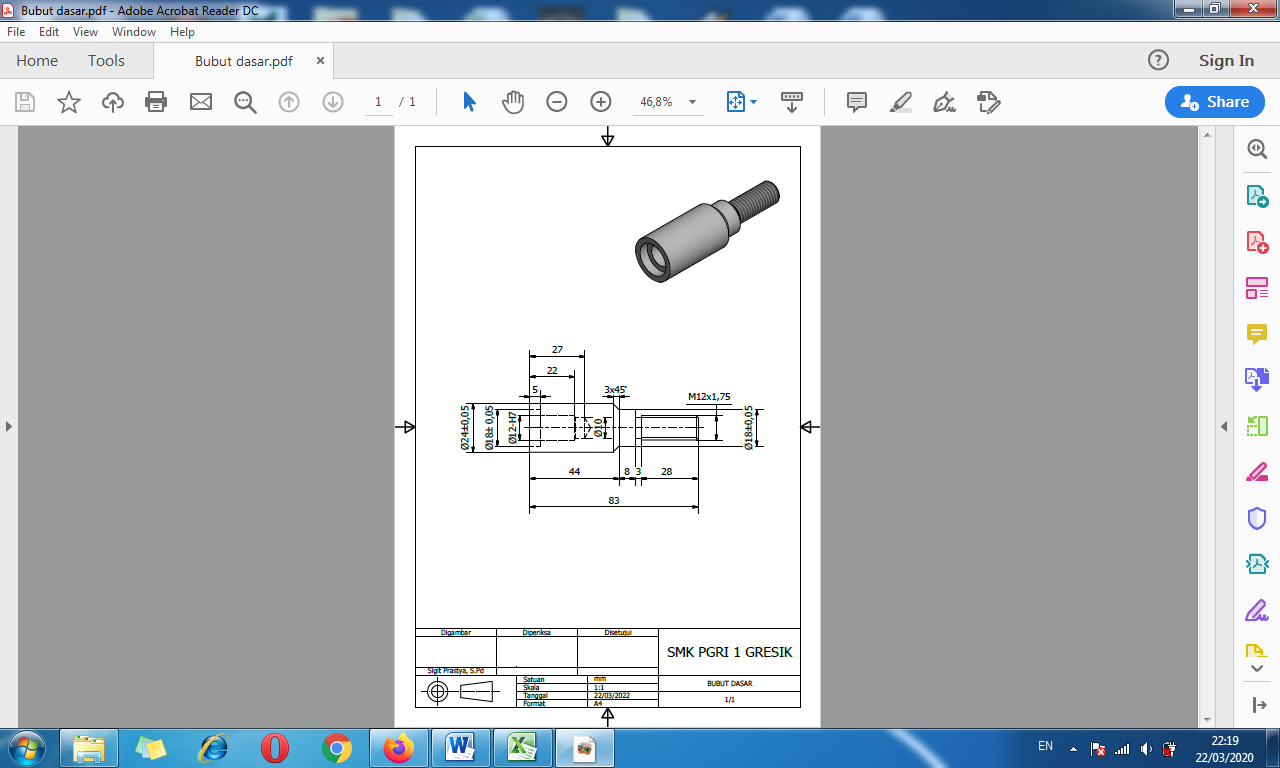 Bubut dasar.pdf - Adobe Acrobat Reader DC
File Edit View Window Help
Home Tools Bubut dasar.pdf × ? Sign In
1 / 1 46,8% Share
27
22
5 3x45° M12x1,75
Ø24±0,05 Ø18± 0,05 Ø12-H7 Ø10 Ø18±0,05
44 8 3 28
83
Digambar Diperiksa Disetujui
SMK PGRI 1 GRESIK
Sigit Prastya, S.Pd
Satuan mm
Skala 1:1
Tanggal 22/03/2022
Format A4
BUBUT DASAR
1/1
EN 22:19
22/03/2020